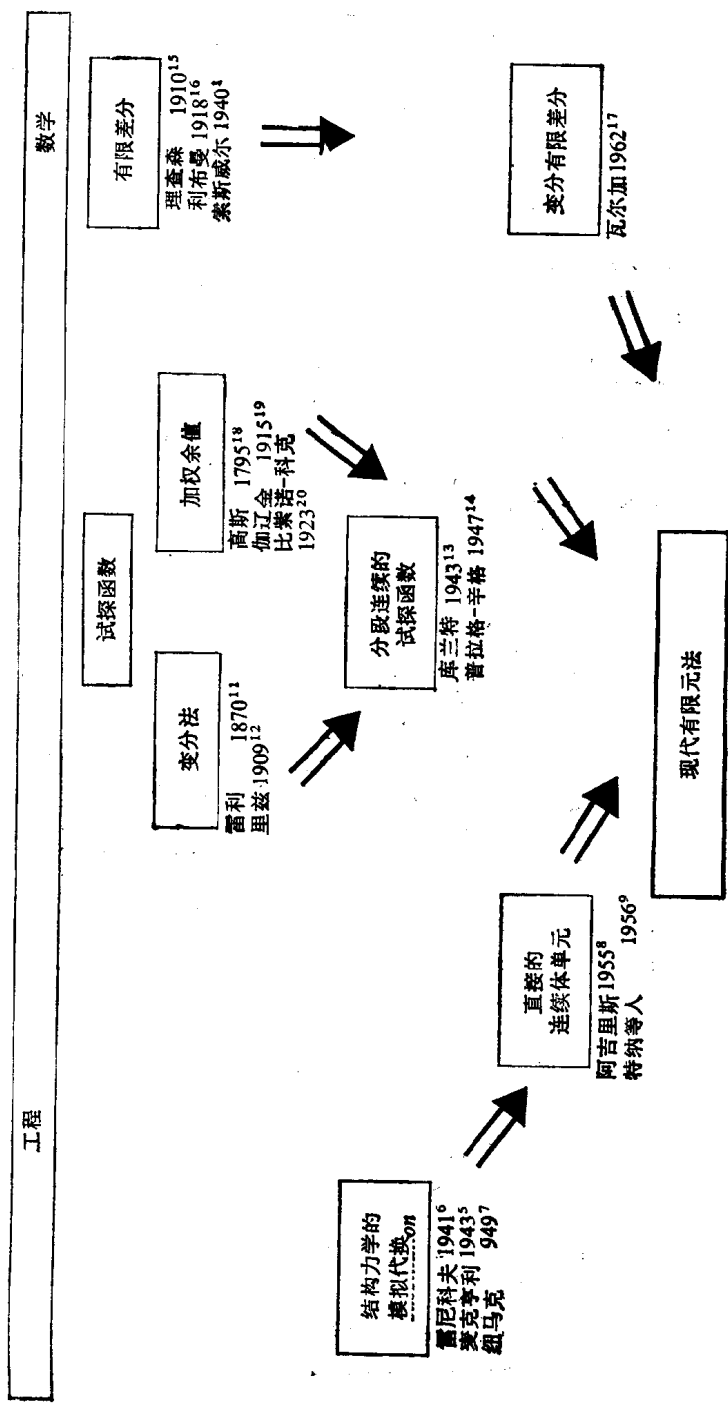 工程
数学
试探函数
有限差分
理查森 1910¹⁵
利布曼 1918¹⁶
索斯威尔 1940¹
变分法
雷利 1870¹¹
里兹 1909¹²
加权余值
高斯 1795¹⁸
伽辽金 1915¹⁹
比紫诺-科克
1923²⁰
结构力学的
模拟代换on
雷尼科夫 1941⁶
麦克亨利 1943⁵
纽马克 949⁷
分段连续的
试探函数
库兰特 1943¹³
普拉格-辛格 1947¹⁴
直接的
连续体单元
阿吉里斯 1955⁸
特纳等人 1956⁹
变分有限差分
瓦尔加1962¹⁷
现代有限元法